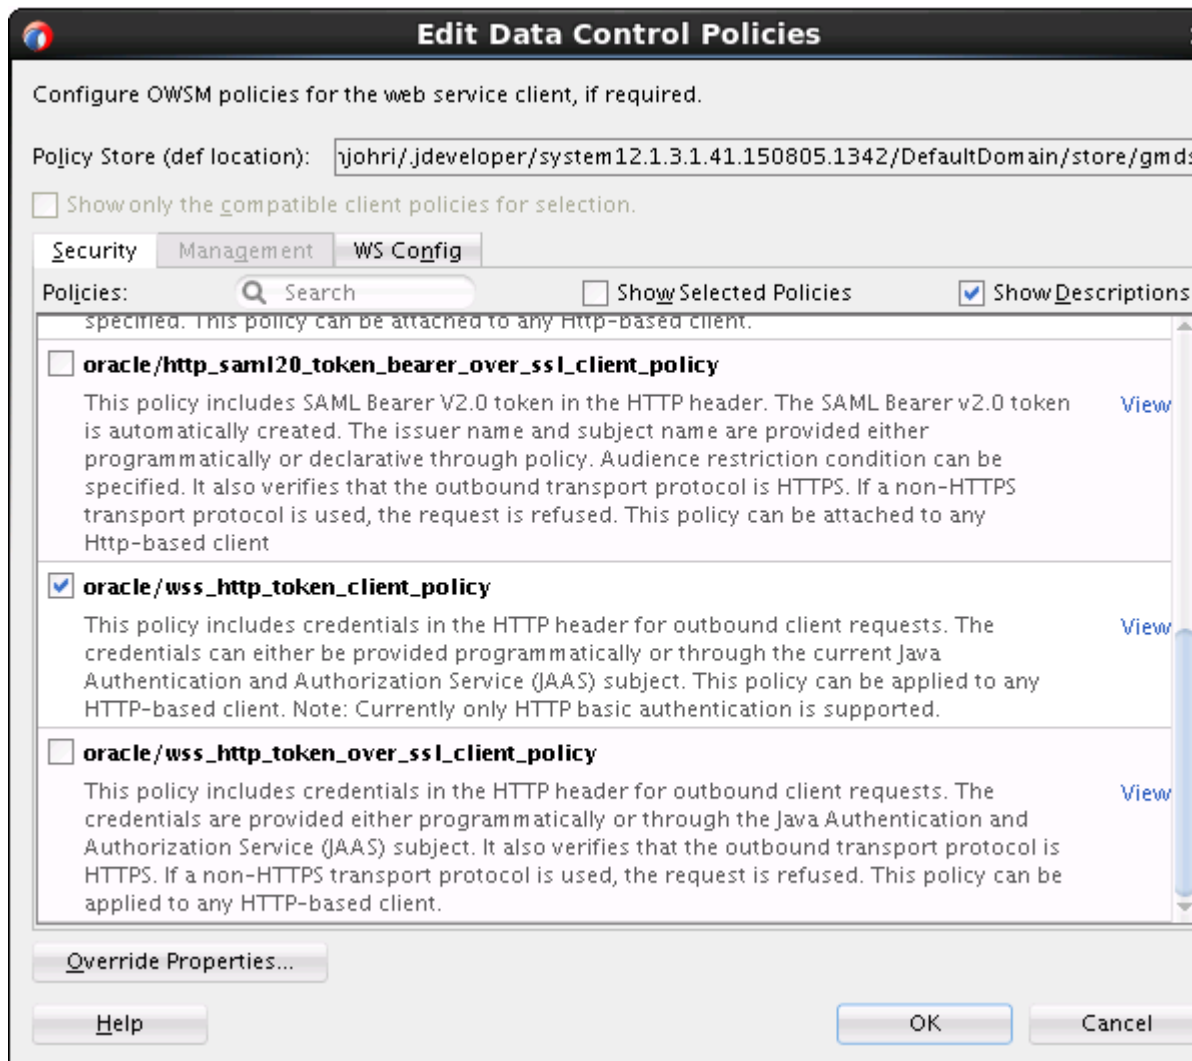 Edit Data Control Policies
Configure OWSM policies for the web service client, if required.
Policy Store (def location): njohri/.jdeveloper/system12.1.3.1.41.150805.1342/DefaultDomain/store/gmds
Show only the compatible client policies for selection.
Security Management WS Config
Policies: Search Show Selected Policies Show Descriptions
specified. This policy can be attached to any Http-based client.
oracle/http_saml20_token_bearer_over_ssl_client_policy
This policy includes SAML Bearer V2.0 token in the HTTP header. The SAML Bearer v2.0 token View
is automatically created. The issuer name and subject name are provided either
programmatically or declarative through policy. Audience restriction condition can be
specified. It also verifies that the outbound transport protocol is HTTPS. If a non-HTTPS
transport protocol is used, the request is refused. This policy can be attached to any
Http-based client
oracle/wss_http_token_client_policy
This policy includes credentials in the HTTP header for outbound client requests. The View
credentials can either be provided programmatically or through the current Java
Authentication and Authorization Service (JAAS) subject. This policy can be applied to any
HTTP-based client. Note: Currently only HTTP basic authentication is supported.
oracle/wss_http_token_over_ssl_client_policy
This policy includes credentials in the HTTP header for outbound client requests. The View
credentials are provided either programmatically or through the Java Authentication and
Authorization Service (JAAS) subject. It also verifies that the outbound transport protocol is
HTTPS. If a non-HTTPS transport protocol is used, the request is refused. This policy can be
applied to any HTTP-based client.
Override Properties...
Help OK Cancel